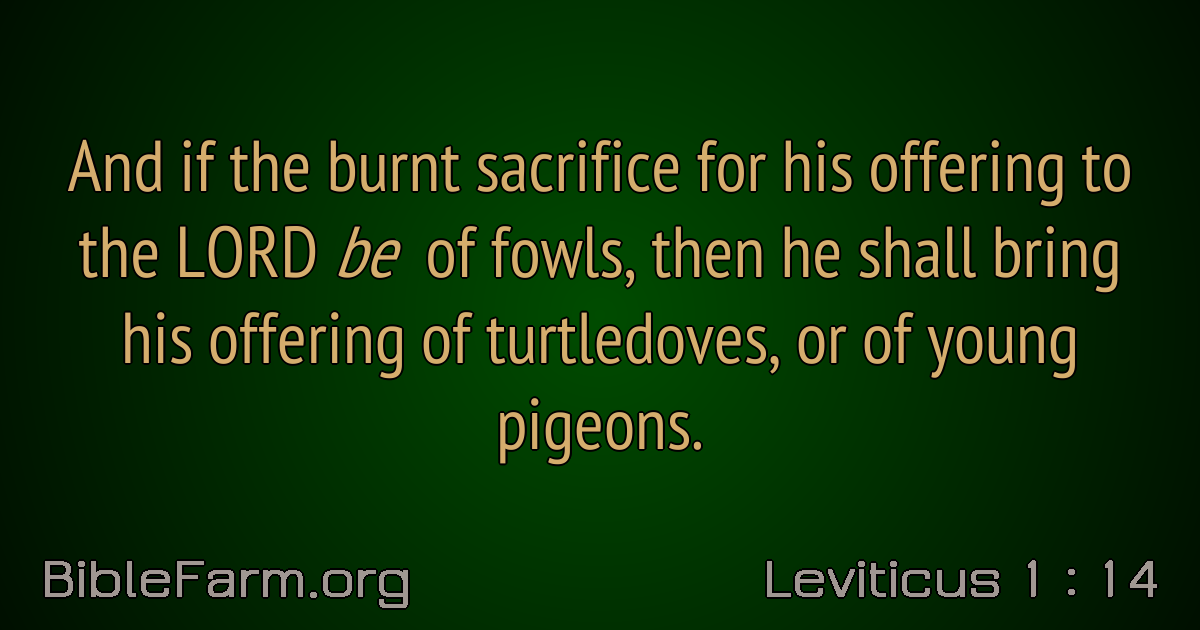 And if the burnt sacrifice for his offering to
the LORD be of fowls, then he shall bring
his offering of turtledoves, or of young
pigeons.
BibleFarm.org
Leviticus 1 : 14